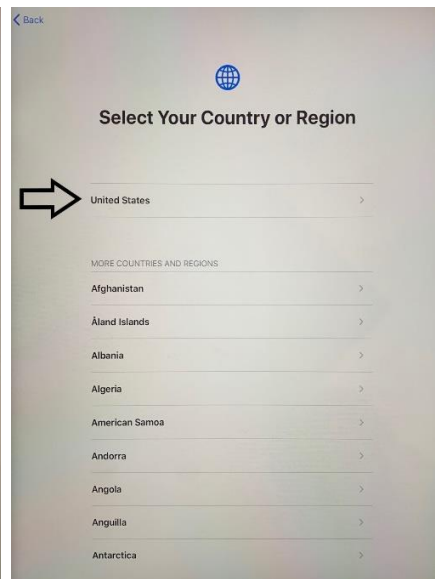 Back
Select Your Country or Region
United States
MORE COUNTRIES AND REGIONS
Afghanistan
Åland Islands
Albania
Algeria
American Samoa
Andorra
Angola
Anguilla
Antarctica